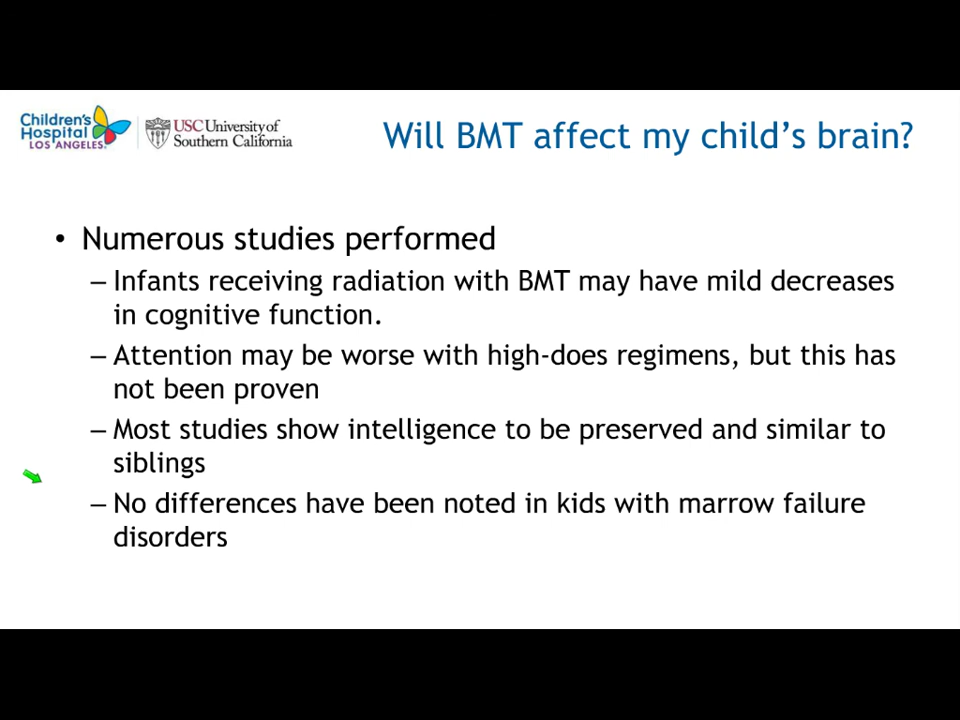 Children's
Hospital
LOS ANGELES
USC University of
Southern California
Will BMT affect my child's brain?
• Numerous studies performed
– Infants receiving radiation with BMT may have mild decreases
in cognitive function.
– Attention may be worse with high-does regimens, but this has
not been proven
– Most studies show intelligence to be preserved and similar to
siblings
– No differences have been noted in kids with marrow failure
disorders